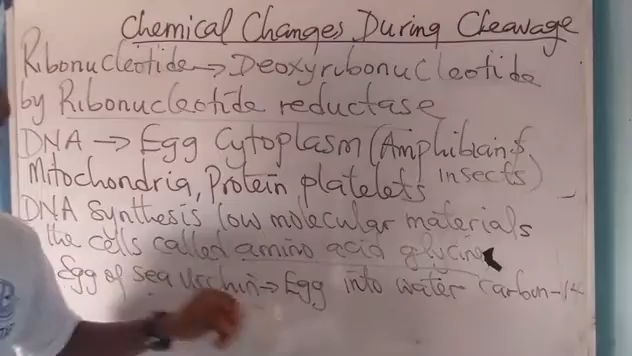 Chemical Changes During Cleavage
Ribonucleotide → Deoxyribonucleotide
by Ribonucleotide reductase
DNA → Egg Cytoplasm (Amphibians
Mitochondria, Protein platelets insects)
DNA Synthesis low molecular materials
the cells called amino acid glycine
Egg of sea urchin → Egg into water Carbon-14